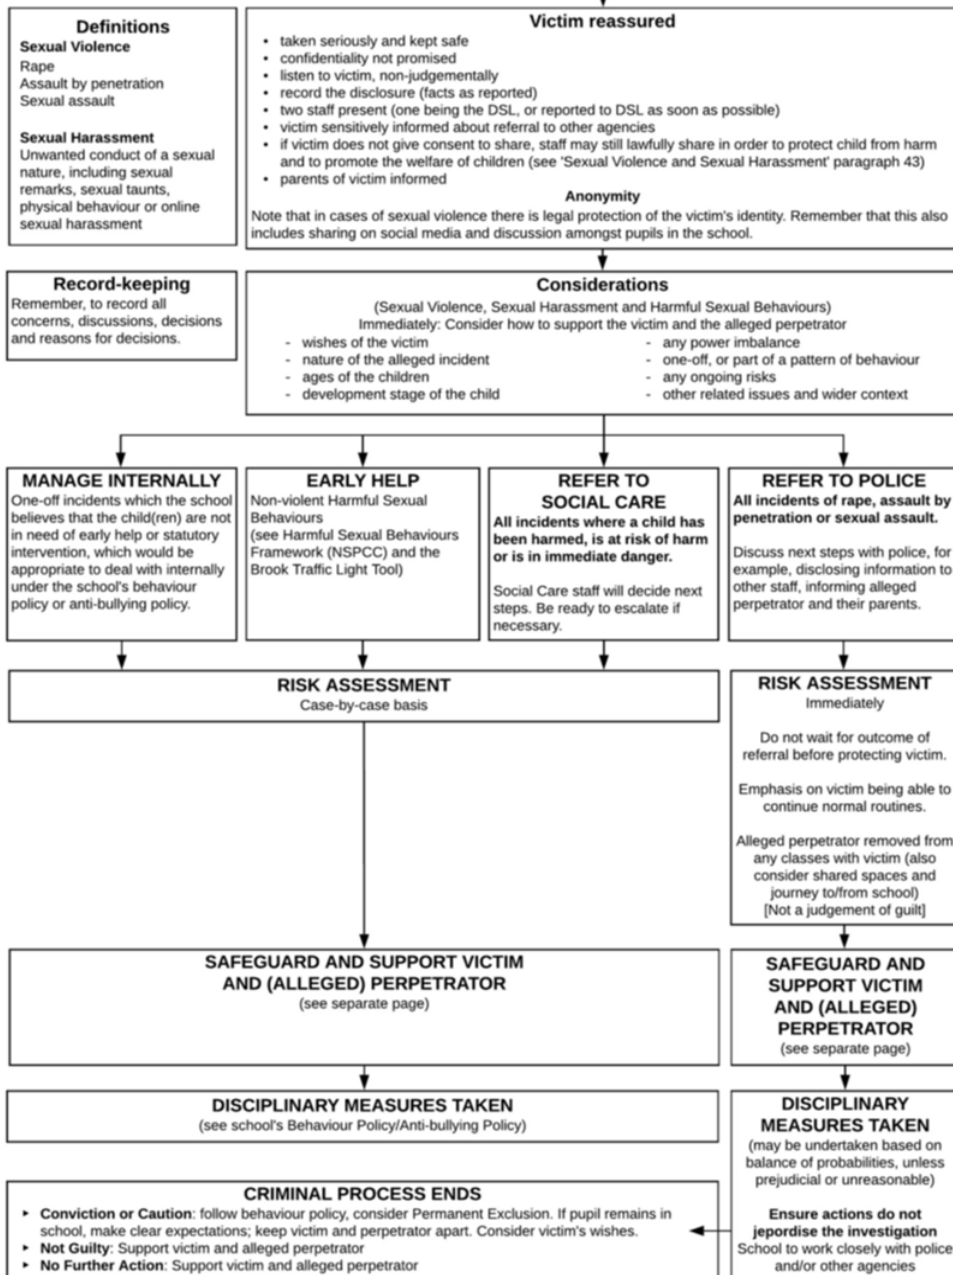 Definitions
Sexual Violence
Rape
Assault by penetration
Sexual assault
Sexual Harassment
Unwanted conduct of a sexual
nature, including sexual
remarks, sexual taunts,
physical behaviour or online
sexual harassment
Victim reassured
• taken seriously and kept safe
• confidentiality not promised
• listen to victim, non-judgementally
• record the disclosure (facts as reported)
• two staff present (one being the DSL, or reported to DSL as soon as possible)
• victim sensitively informed about referral to other agencies
• if victim does not give consent to share, staff may still lawfully share in order to protect child from harm
and to promote the welfare of children (see 'Sexual Violence and Sexual Harassment' paragraph 43)
• parents of victim informed
Anonymity
Note that in cases of sexual violence there is legal protection of the victim's identity. Remember that this also
includes sharing on social media and discussion amongst pupils in the school.
Record-keeping
Remember, to record all
concerns, discussions, decisions
and reasons for decisions.
Considerations
(Sexual Violence, Sexual Harassment and Harmful Sexual Behaviours)
Immediately: Consider how to support the victim and the alleged perpetrator
- wishes of the victim
- nature of the alleged incident
- ages of the children
- development stage of the child
- any power imbalance
- one-off, or part of a pattern of behaviour
- any ongoing risks
- other related issues and wider context
MANAGE INTERNALLY
One-off incidents which the school
believes that the child(ren) are not
in need of early help or statutory
intervention, which would be
appropriate to deal with internally
under the school's behaviour
policy or anti-bullying policy.
EARLY HELP
Non-violent Harmful Sexual
Behaviours
(see Harmful Sexual Behaviours
Framework (NSPCC) and the
Brook Traffic Light Tool)
REFER TO
SOCIAL CARE
All incidents where a child has
been harmed, is at risk of harm
or is in immediate danger.
Social Care staff will decide next
steps. Be ready to escalate if
necessary.
REFER TO POLICE
All incidents of rape, assault by
penetration or sexual assault.
Discuss next steps with police, for
example, disclosing information to
other staff, informing alleged
perpetrator and their parents.
RISK ASSESSMENT
Case-by-case basis
RISK ASSESSMENT
Immediately
Do not wait for outcome of
referral before protecting victim.
Emphasis on victim being able to
continue normal routines.
Alleged perpetrator removed from
any classes with victim (also
consider shared spaces and
journey to/from school)
[Not a judgement of guilt]
SAFEGUARD AND SUPPORT VICTIM
AND (ALLEGED) PERPETRATOR
(see separate page)
SAFEGUARD AND
SUPPORT VICTIM
AND (ALLEGED)
PERPETRATOR
(see separate page)
DISCIPLINARY MEASURES TAKEN
(see school's Behaviour Policy/Anti-bullying Policy)
DISCIPLINARY
MEASURES TAKEN
(may be undertaken based on
balance of probabilities, unless
prejudicial or unreasonable)
Ensure actions do not
jepordise the investigation
School to work closely with police
and/or other agencies
CRIMINAL PROCESS ENDS
‣ Conviction or Caution: follow behaviour policy, consider Permanent Exclusion. If pupil remains in
school, make clear expectations; keep victim and perpetrator apart. Consider victim's wishes.
‣ Not Guilty: Support victim and alleged perpetrator
‣ No Further Action: Support victim and alleged perpetrator